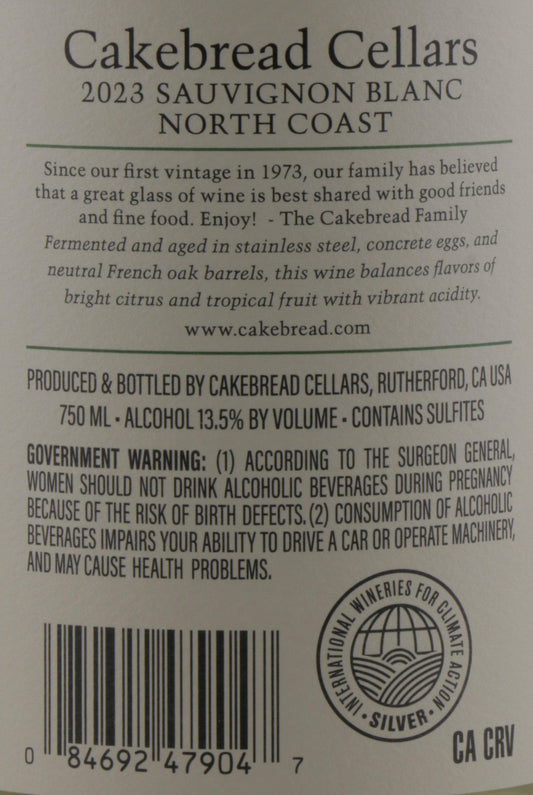 Cakebread Cellars
2023 SAUVIGNON BLANC
NORTH COAST
Since our first vintage in 1973, our family has believed
that a great glass of wine is best shared with good friends
and fine food. Enjoy! - The Cakebread Family
Fermented and aged in stainless steel, concrete eggs, and
neutral French oak barrels, this wine balances flavors of
bright citrus and tropical fruit with vibrant acidity.
www.cakebread.com
PRODUCED & BOTTLED BY CAKEBREAD CELLARS, RUTHERFORD, CA USA
750 ML • ALCOHOL 13.5% BY VOLUME • CONTAINS SULFITES
GOVERNMENT WARNING: (1) ACCORDING TO THE SURGEON GENERAL,
WOMEN SHOULD NOT DRINK ALCOHOLIC BEVERAGES DURING PREGNANCY
BECAUSE OF THE RISK OF BIRTH DEFECTS. (2) CONSUMPTION OF ALCOHOLIC
BEVERAGES IMPAIRS YOUR ABILITY TO DRIVE A CAR OR OPERATE MACHINERY,
AND MAY CAUSE HEALTH PROBLEMS.
INTERNATIONAL WINERIES FOR CLIMATE ACTION
• SILVER •
CA CRV
0 84692 47904 7